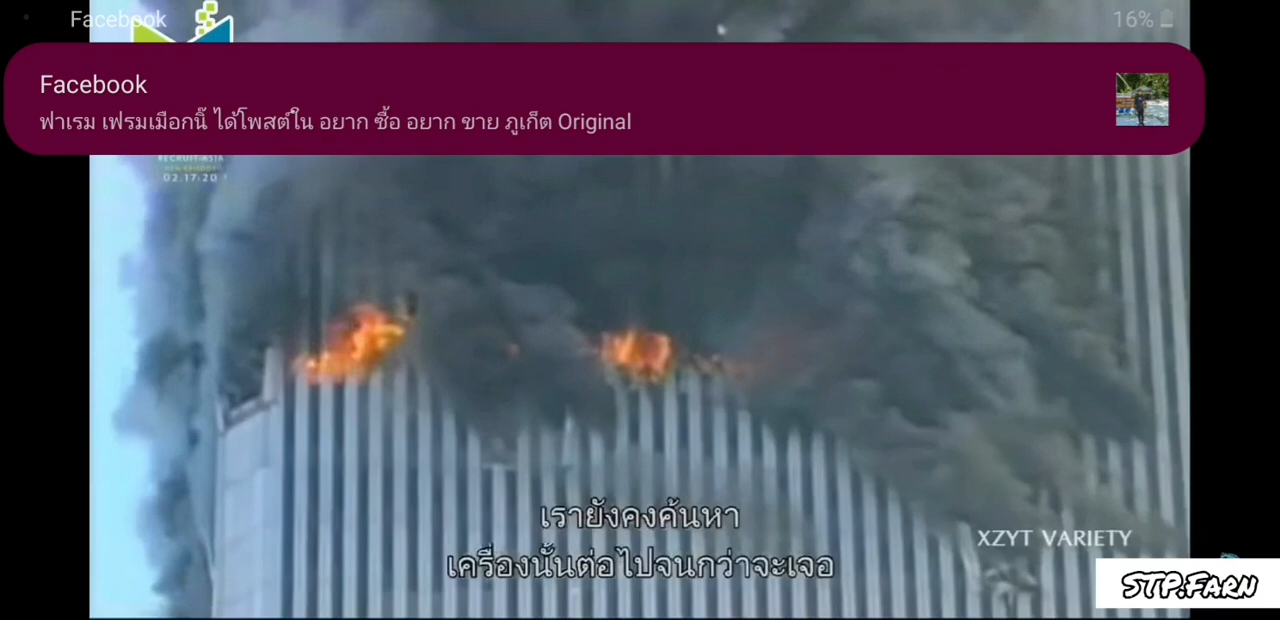 Facebook
16%
Facebook
ฟาเรม เฟรมเมือกนิ๊ ได้โพสต์ใน อยาก ซื้อ อยาก ขาย ภูเก็ต Original
RECRUIT-ASIA
02.17.20
เรายังคงค้นหา
เครื่องนั้นต่อไปจนกว่าจะเจอ
XZYT VARIETY
STP.FARN